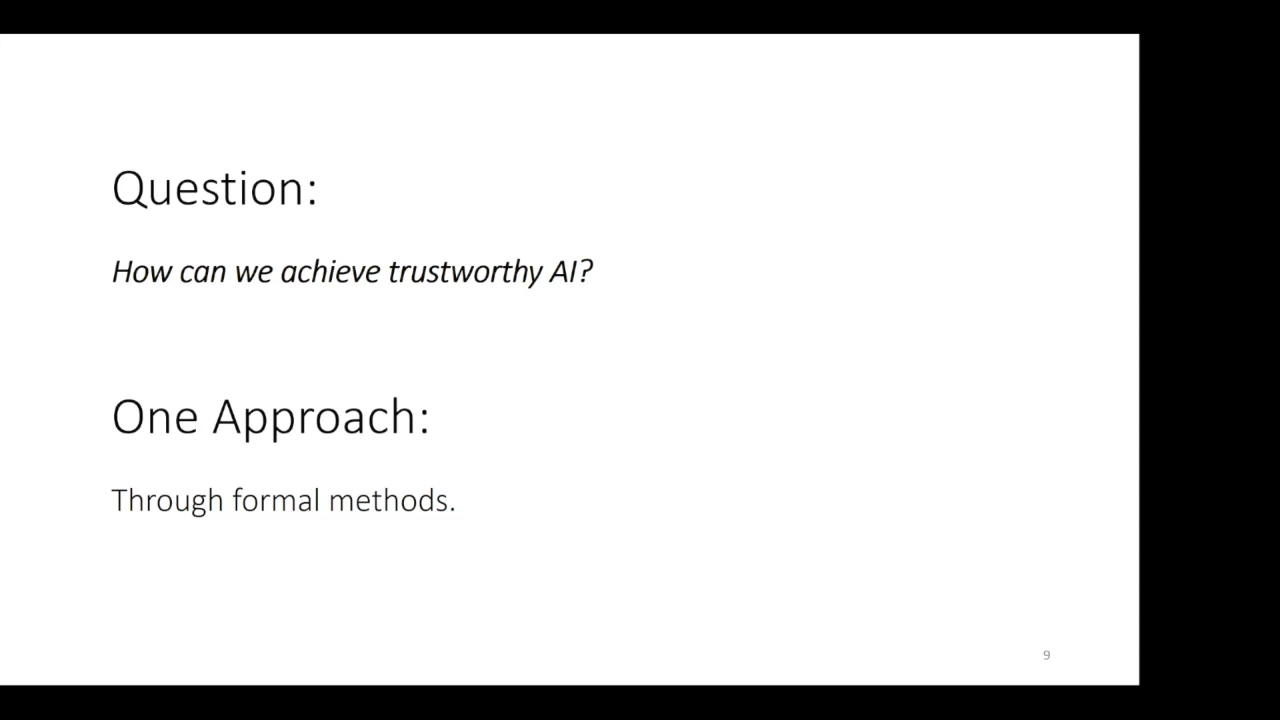 Question:
How can we achieve trustworthy AI?
One Approach:
Through formal methods.
9